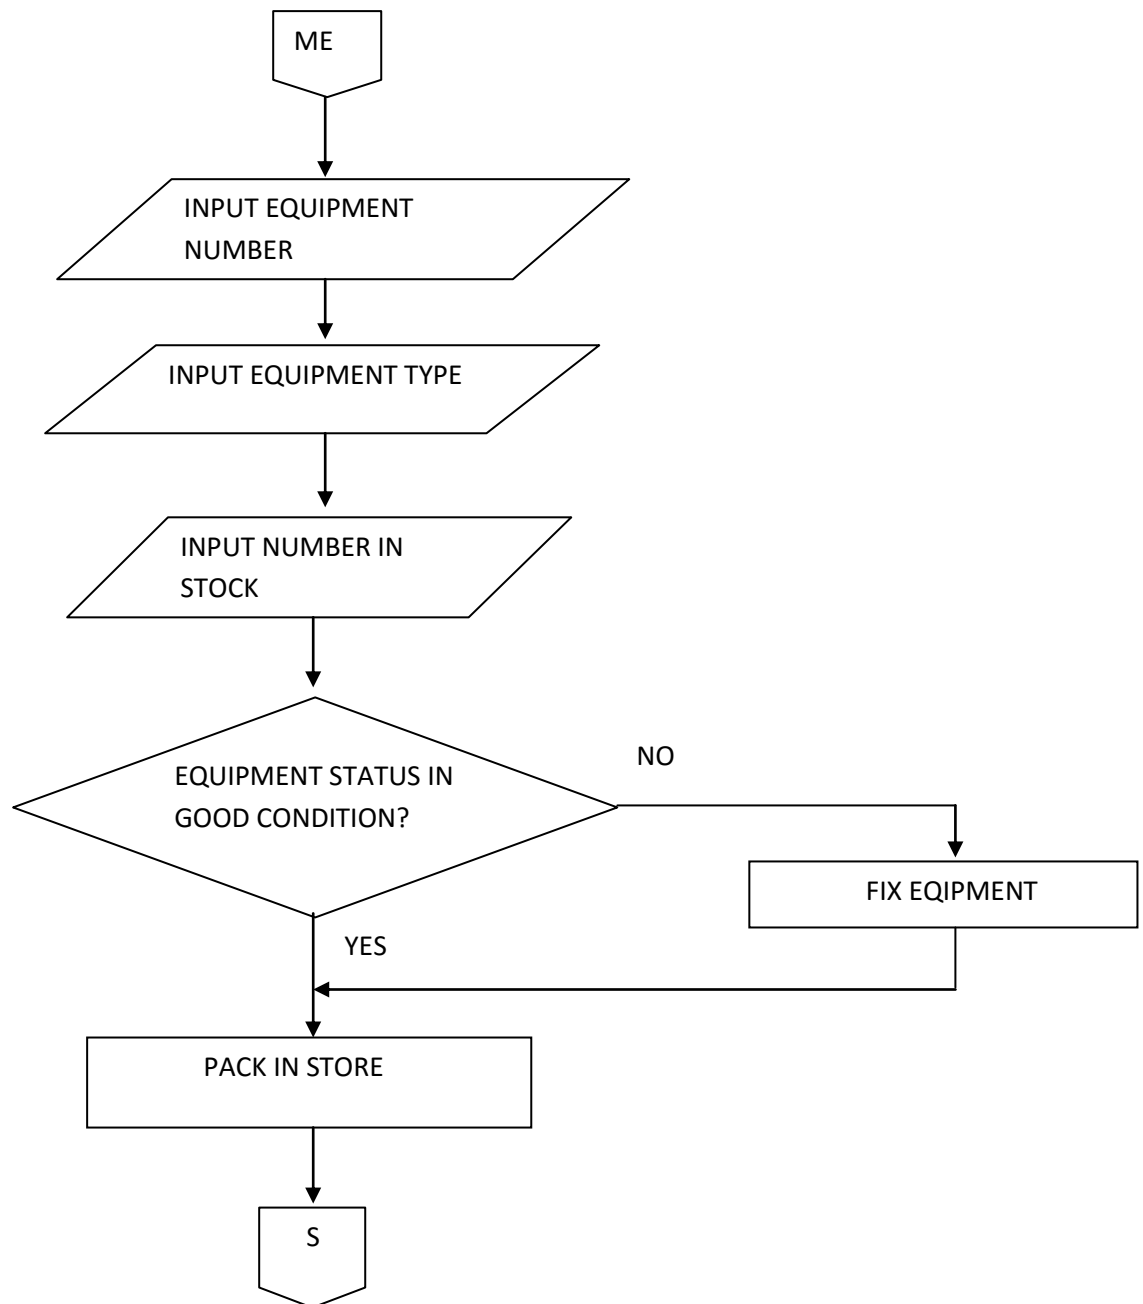 ME
INPUT EQUIPMENT
NUMBER
INPUT EQUIPMENT TYPE
INPUT NUMBER IN
STOCK
EQUIPMENT STATUS IN
GOOD CONDITION?
NO
FIX EQIPMENT
YES
PACK IN STORE
S